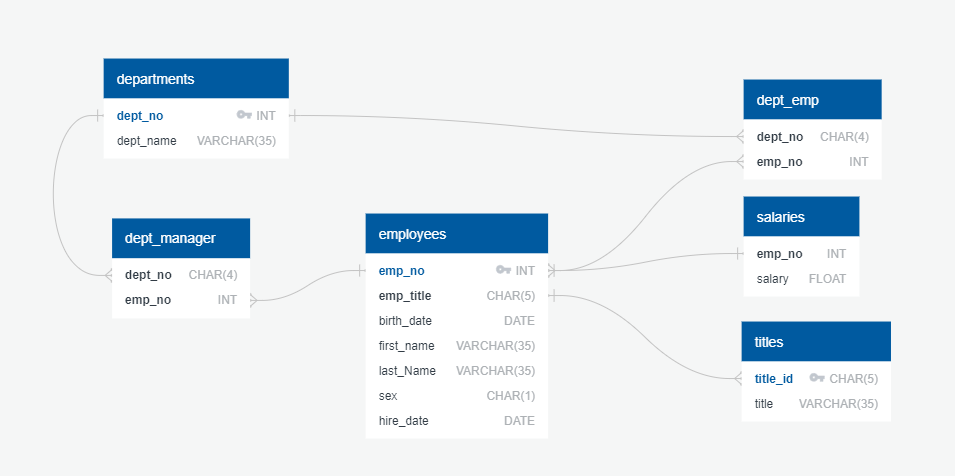 departments
dept_no INT
dept_name VARCHAR(35)
dept_emp
dept_no CHAR(4)
emp_no INT
dept_manager
dept_no CHAR(4)
emp_no INT
employees
emp_no INT
emp_title CHAR(5)
birth_date DATE
first_name VARCHAR(35)
last_Name VARCHAR(35)
sex CHAR(1)
hire_date DATE
salaries
emp_no INT
salary FLOAT
titles
title_id CHAR(5)
title VARCHAR(35)